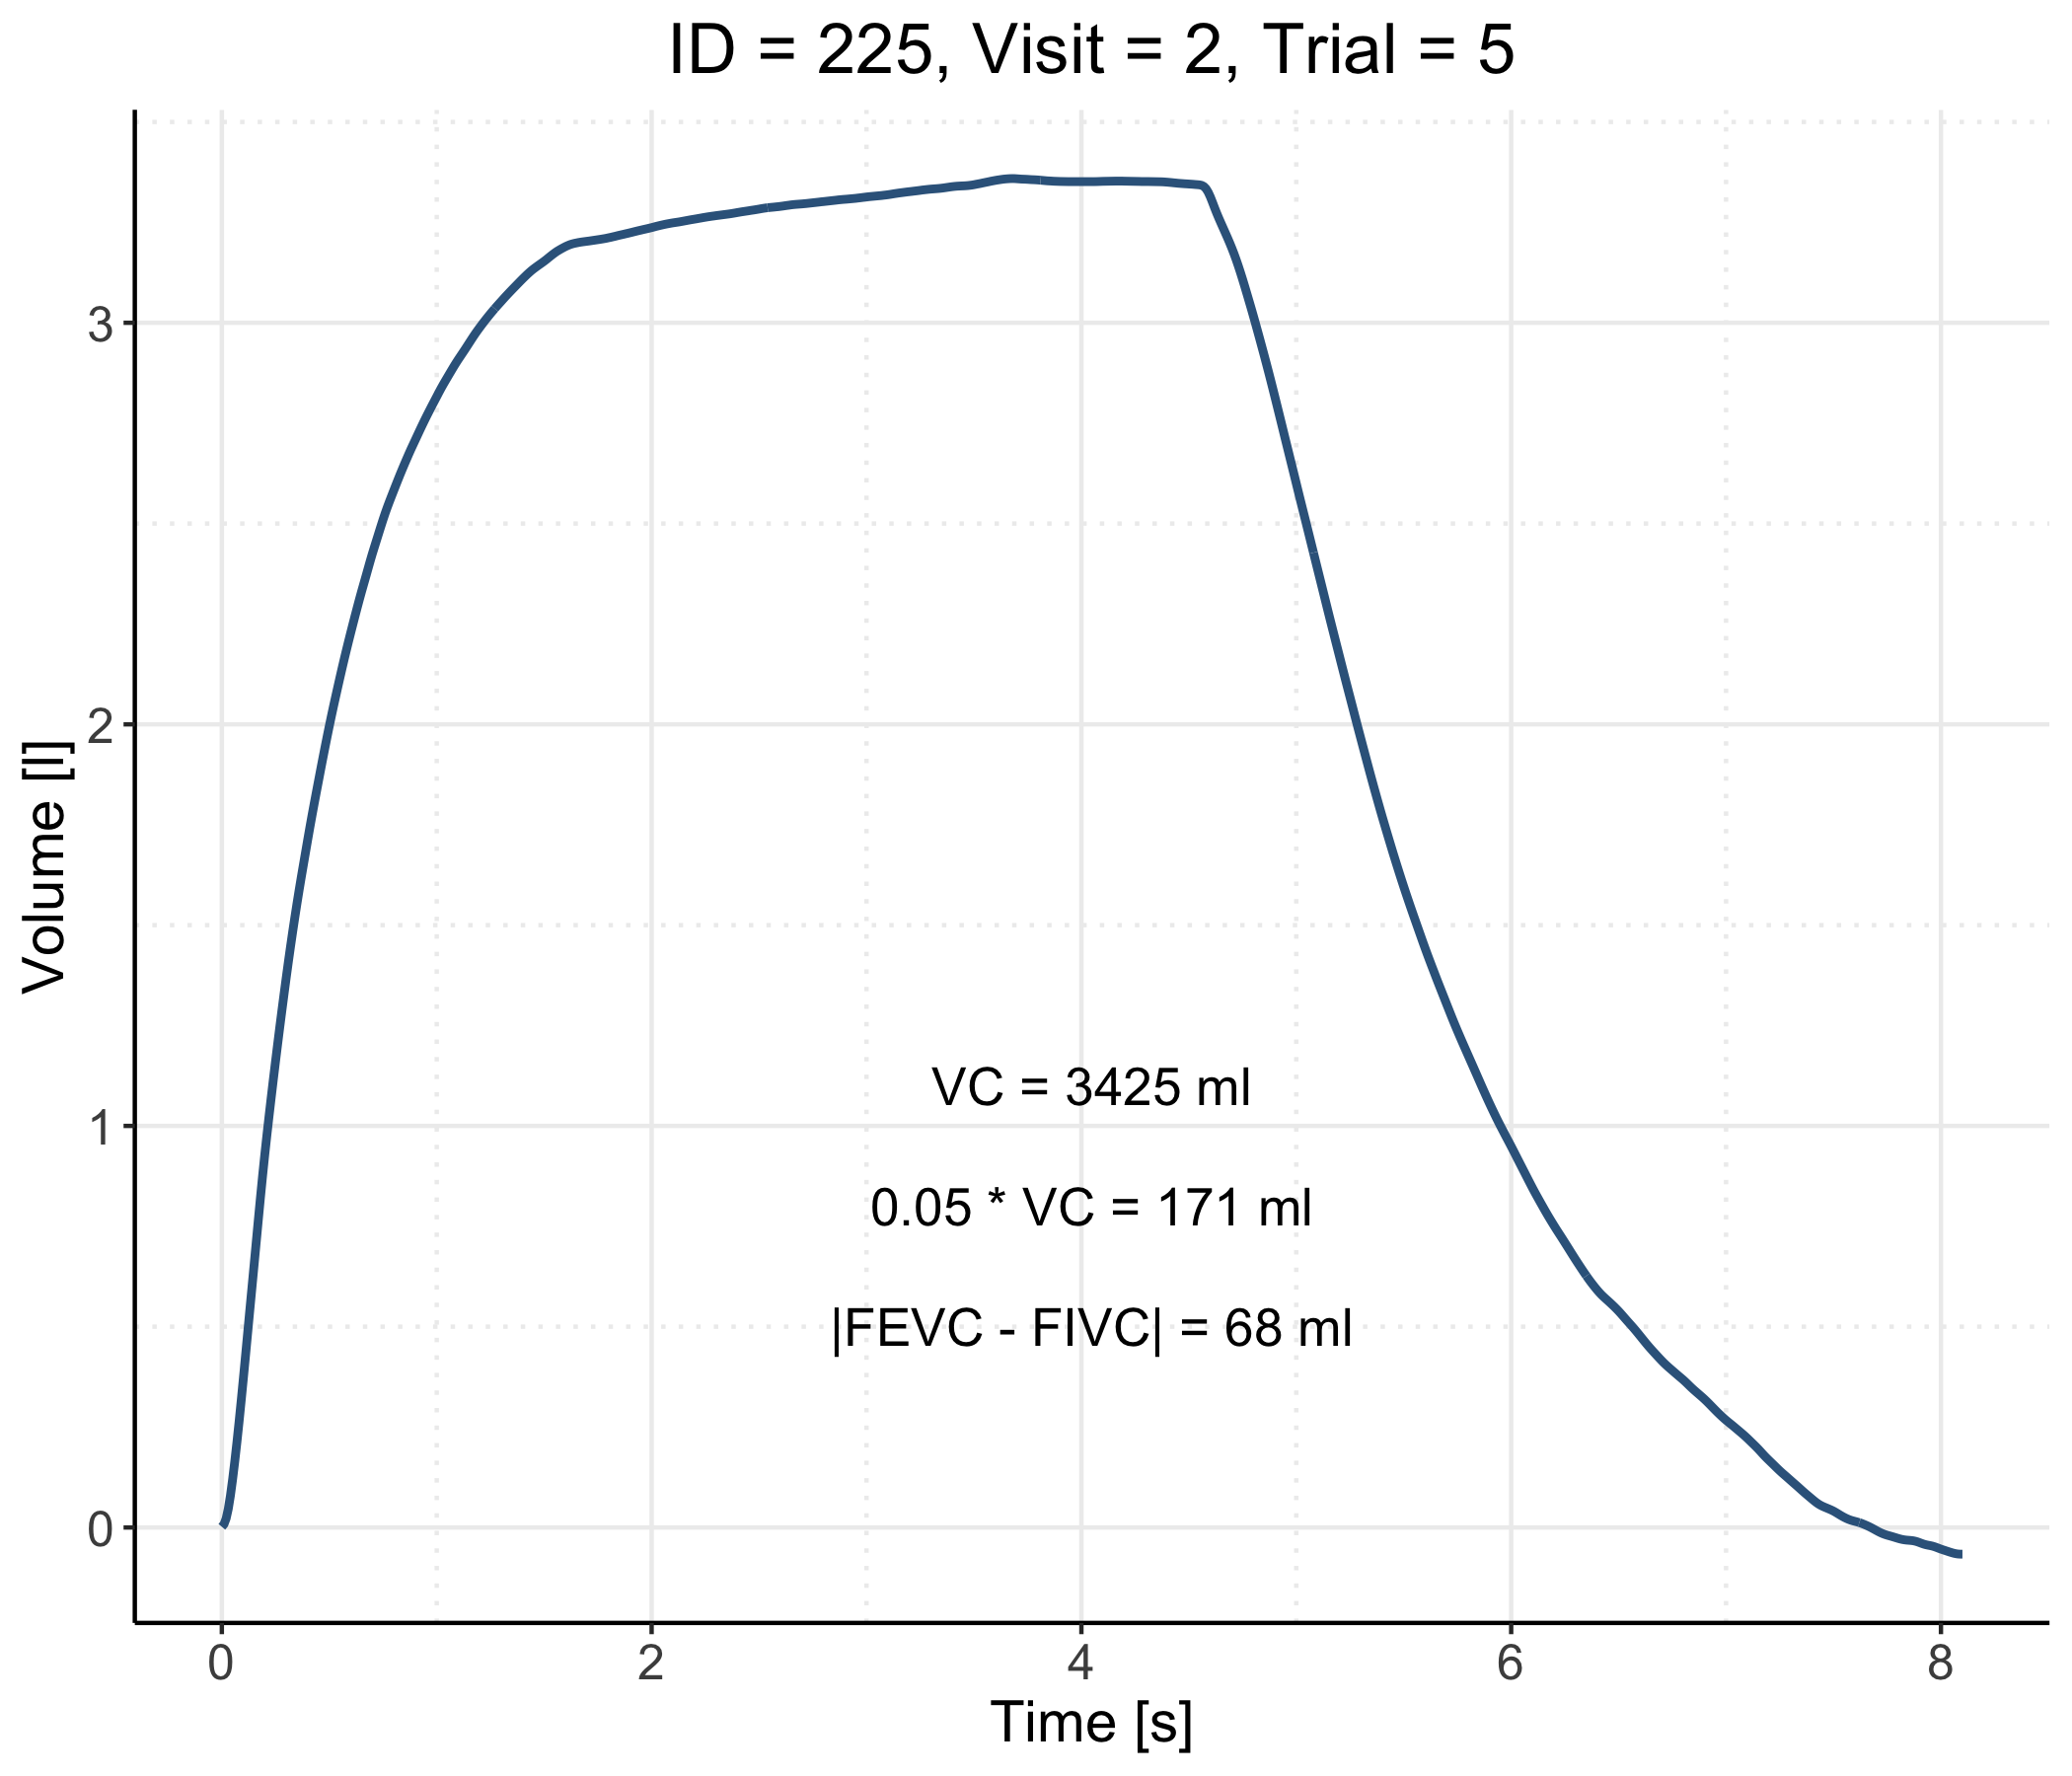 ID = 225, Visit = 2, Trial = 5
Volume [l]
3
2
1
0
VC = 3425 ml
0.05 * VC = 171 ml
|FEVC - FIVC| = 68 ml
0 2 4 6 8
Time [s]